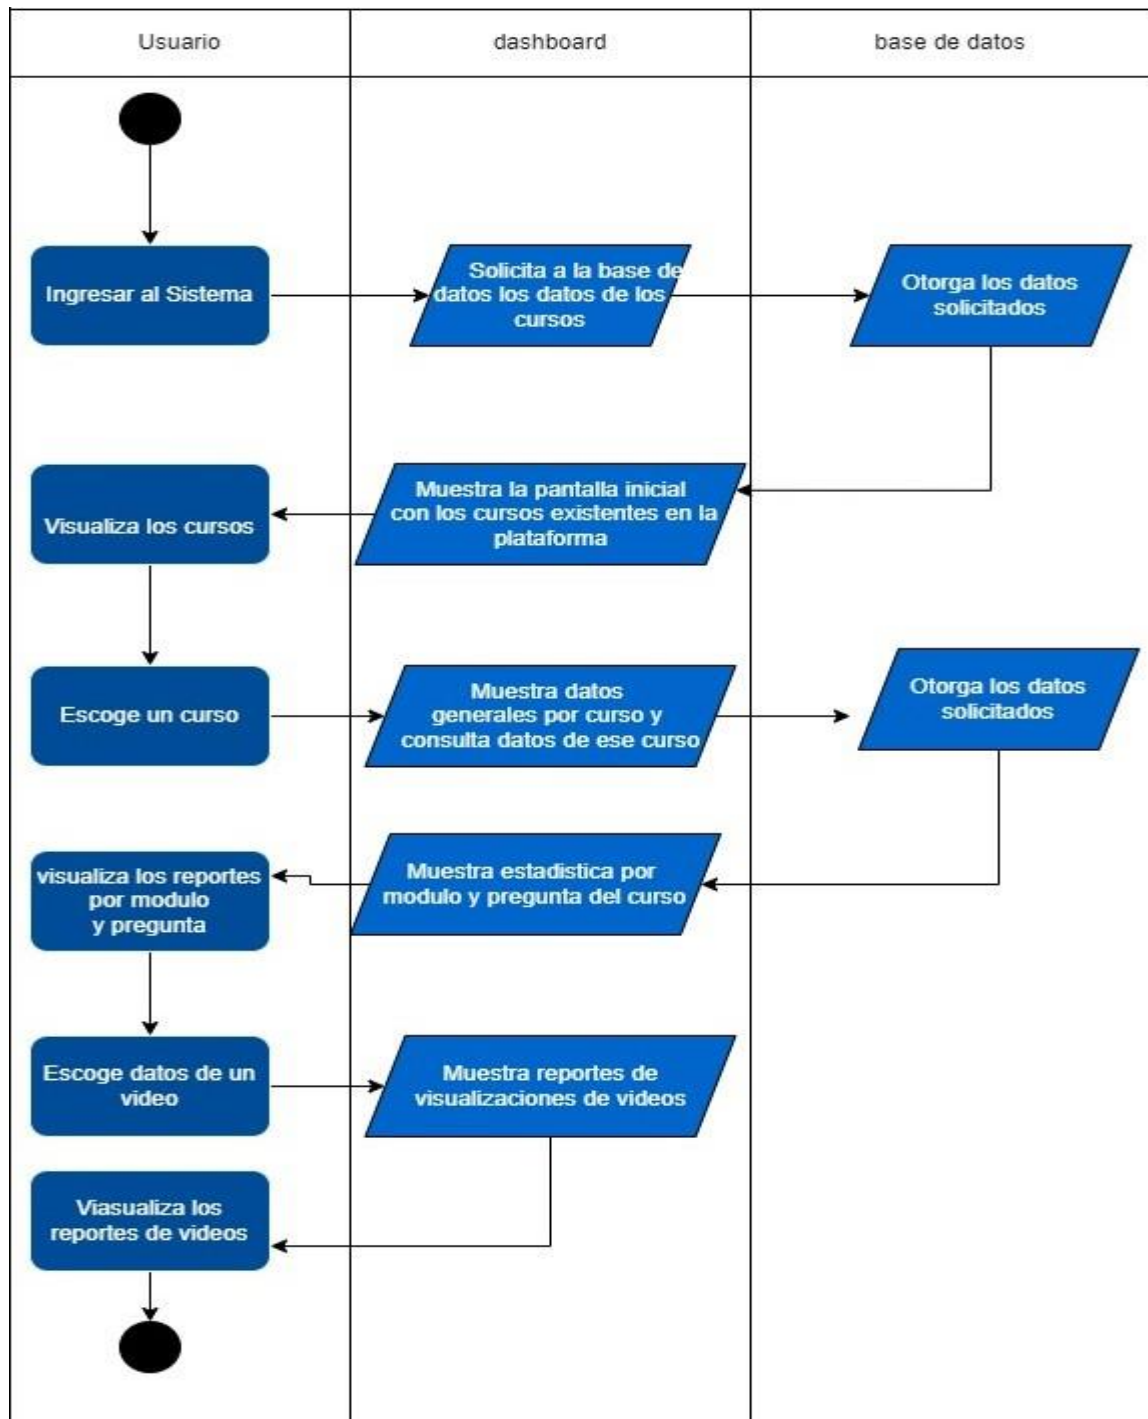 Usuario
dashboard
base de datos
Ingresar al Sistema
Solicita a la base de
datos los datos de los
cursos
Otorga los datos
solicitados
Muestra la pantalla inicial
con los cursos existentes en la
plataforma
Visualiza los cursos
Escoge un curso
Muestra datos
generales por curso y
consulta datos de ese curso
Otorga los datos
solicitados
Muestra estadistica por
modulo y pregunta del curso
visualiza los reportes
por modulo
y pregunta
Escoge datos de un
video
Muestra reportes de
visualizaciones de videos
Viasualiza los
reportes de videos